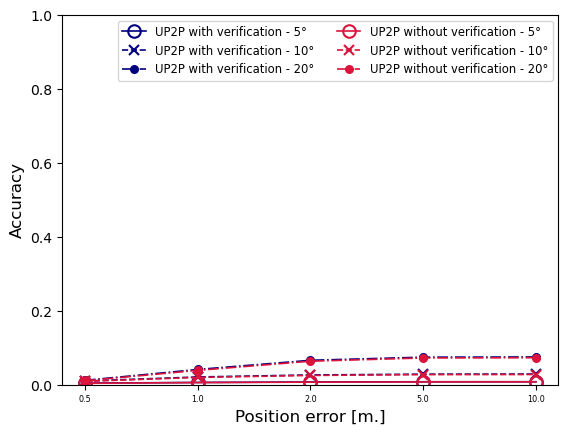 1.0
UP2P with verification - 5°
UP2P with verification - 10°
UP2P with verification - 20°
UP2P without verification - 5°
UP2P without verification - 10°
UP2P without verification - 20°
0.8
0.6
0.4
0.2
0.0
Accuracy
0.5 1.0 2.0 5.0 10.0
Position error [m.]